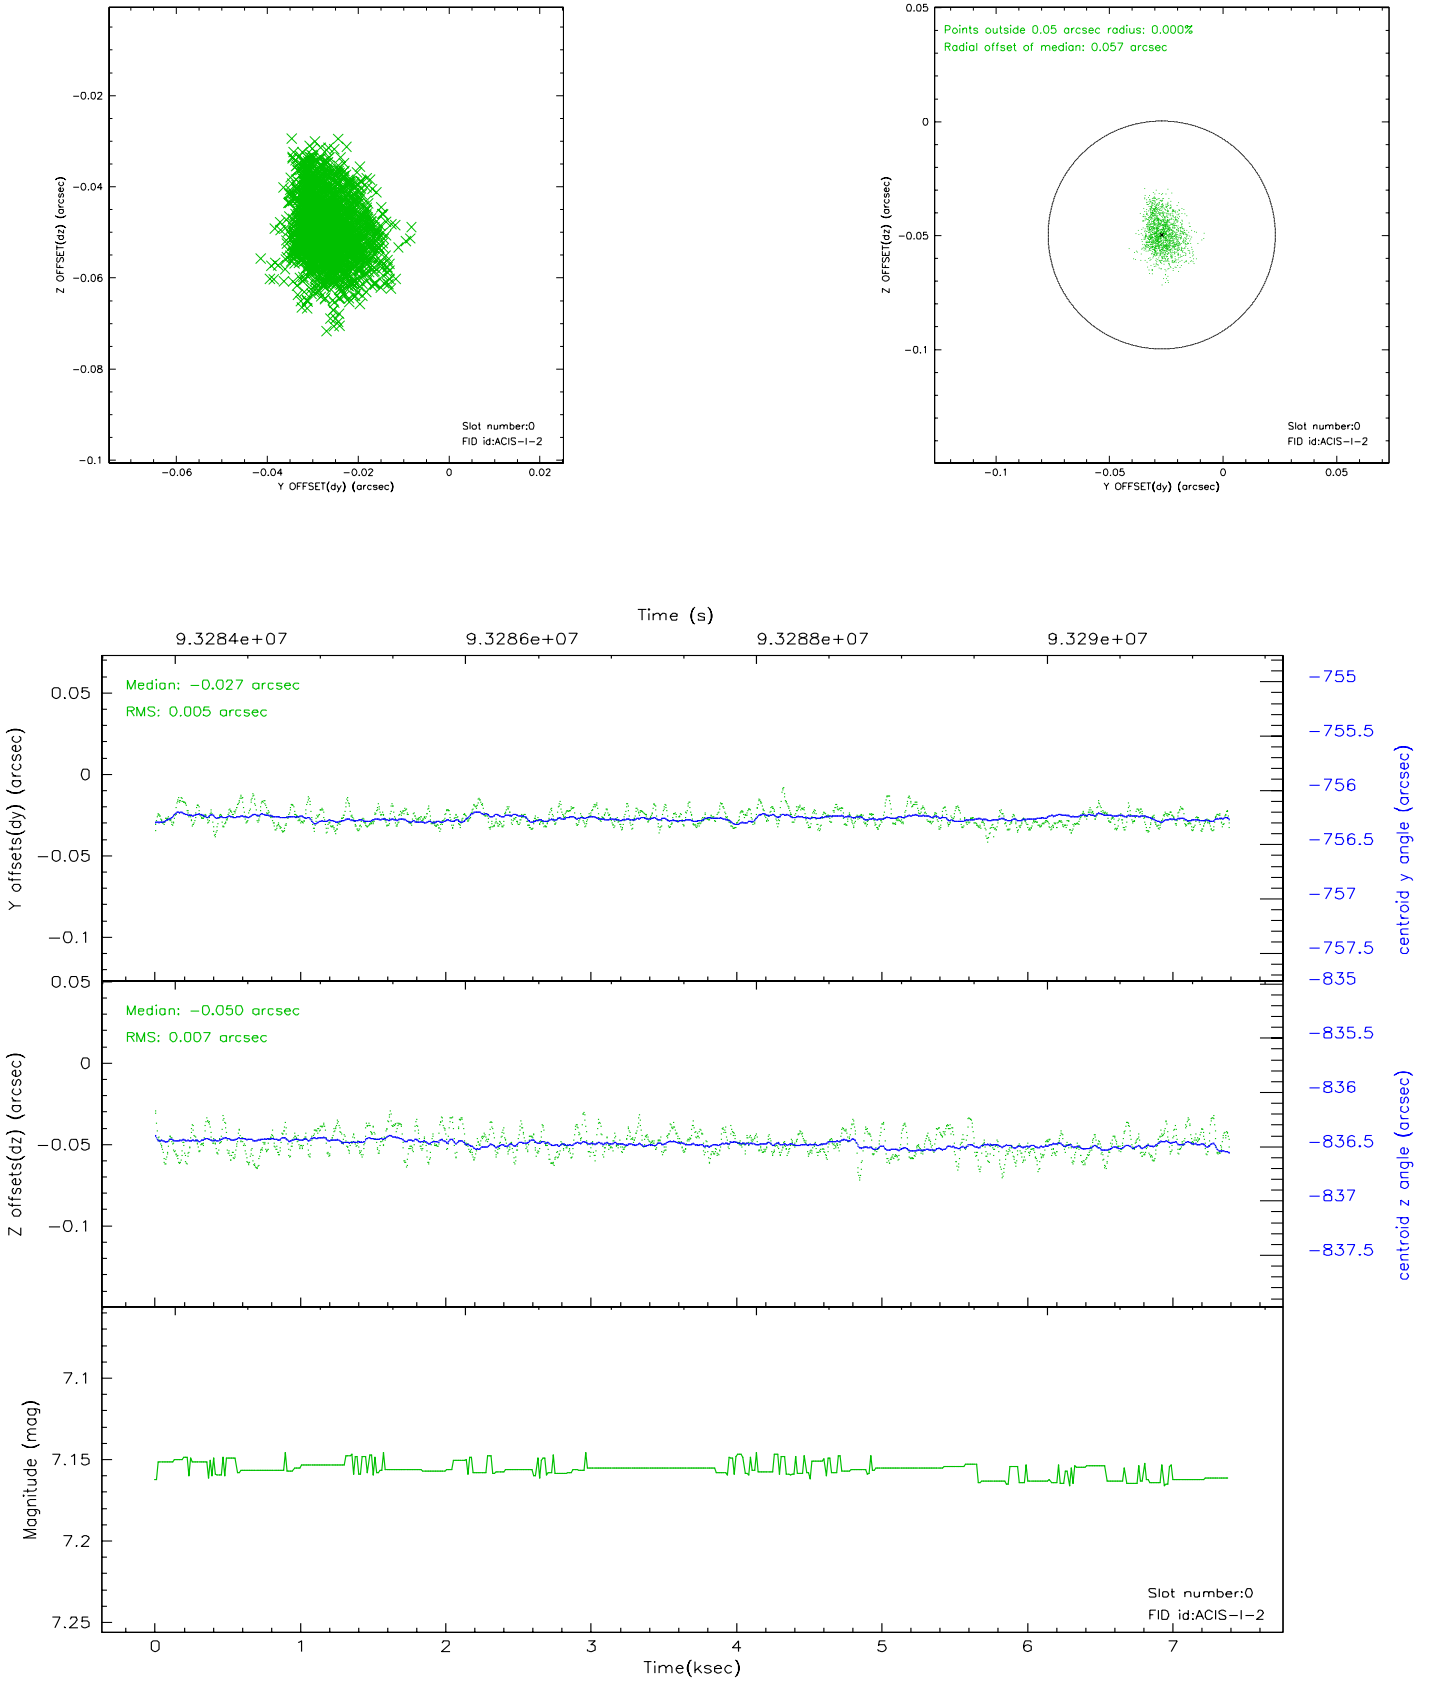 −0.02
−0.04
−0.06
−0.08
−0.1
Z OFFSET(dz) (arcsec)
Slot number:0
FID id:ACIS−I−2
−0.06
−0.04
−0.02
0
0.02
Y OFFSET(dy) (arcsec)
0.05
Points outside 0.05 arcsec radius: 0.000%
Radial offset of median: 0.057 arcsec
0
−0.05
−0.1
Z OFFSET(dz) (arcsec)
Slot number:0
FID id:ACIS−I−2
−0.1
−0.05
0
0.05
Y OFFSET(dy) (arcsec)
Time (s)
9.3284e+07
9.3286e+07
9.3288e+07
9.329e+07
Median: −0.027 arcsec
RMS: 0.005 arcsec
0.05
0
−0.05
−0.1
Y offsets(dy) (arcsec)
−755
−755.5
−756
−756.5
−757
−757.5
centroid y angle (arcsec)
Median: −0.050 arcsec
RMS: 0.007 arcsec
0.05
0
−0.05
−0.1
Z offsets(dz) (arcsec)
−835
−835.5
−836
−836.5
−837
−837.5
centroid z angle (arcsec)
7.1
7.15
7.2
7.25
Magnitude (mag)
Slot number:0
FID id:ACIS−I−2
0
1
2
3
4
5
6
7
Time(ksec)